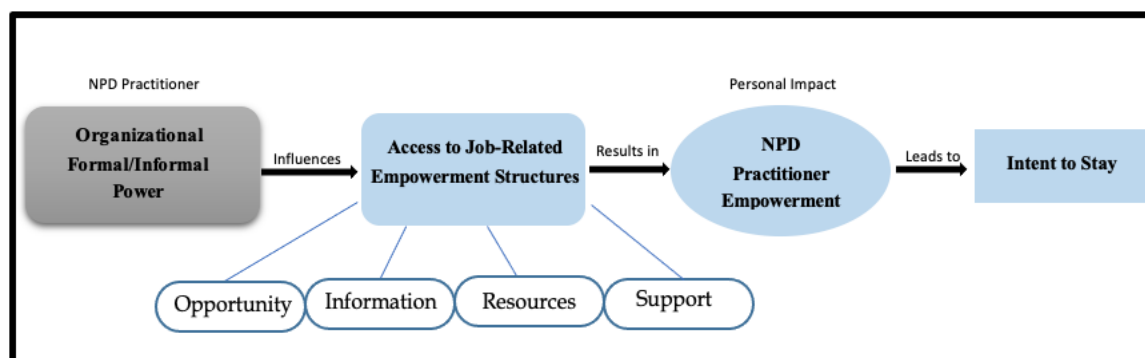 NPD Practitioner
Organizational
Formal/Informal
Power
Influences
Access to Job-Related
Empowerment Structures
Results in
Personal Impact
NPD
Practitioner
Empowerment
Leads to
Intent to Stay
Opportunity
Information
Resources
Support